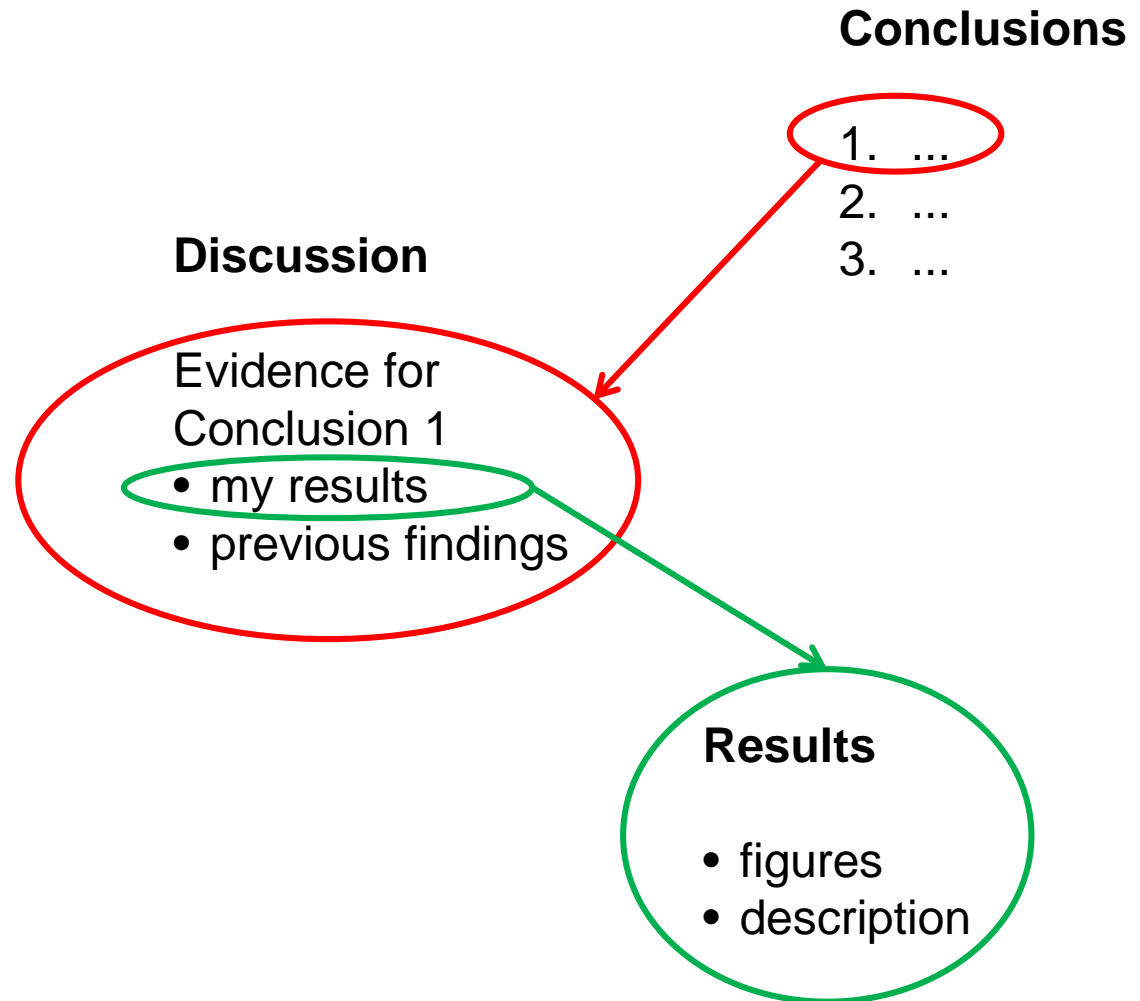 Conclusions
1. ...
2. ...
3. ...
Discussion
Evidence for
Conclusion 1
• my results
• previous findings
Results
• figures
• description